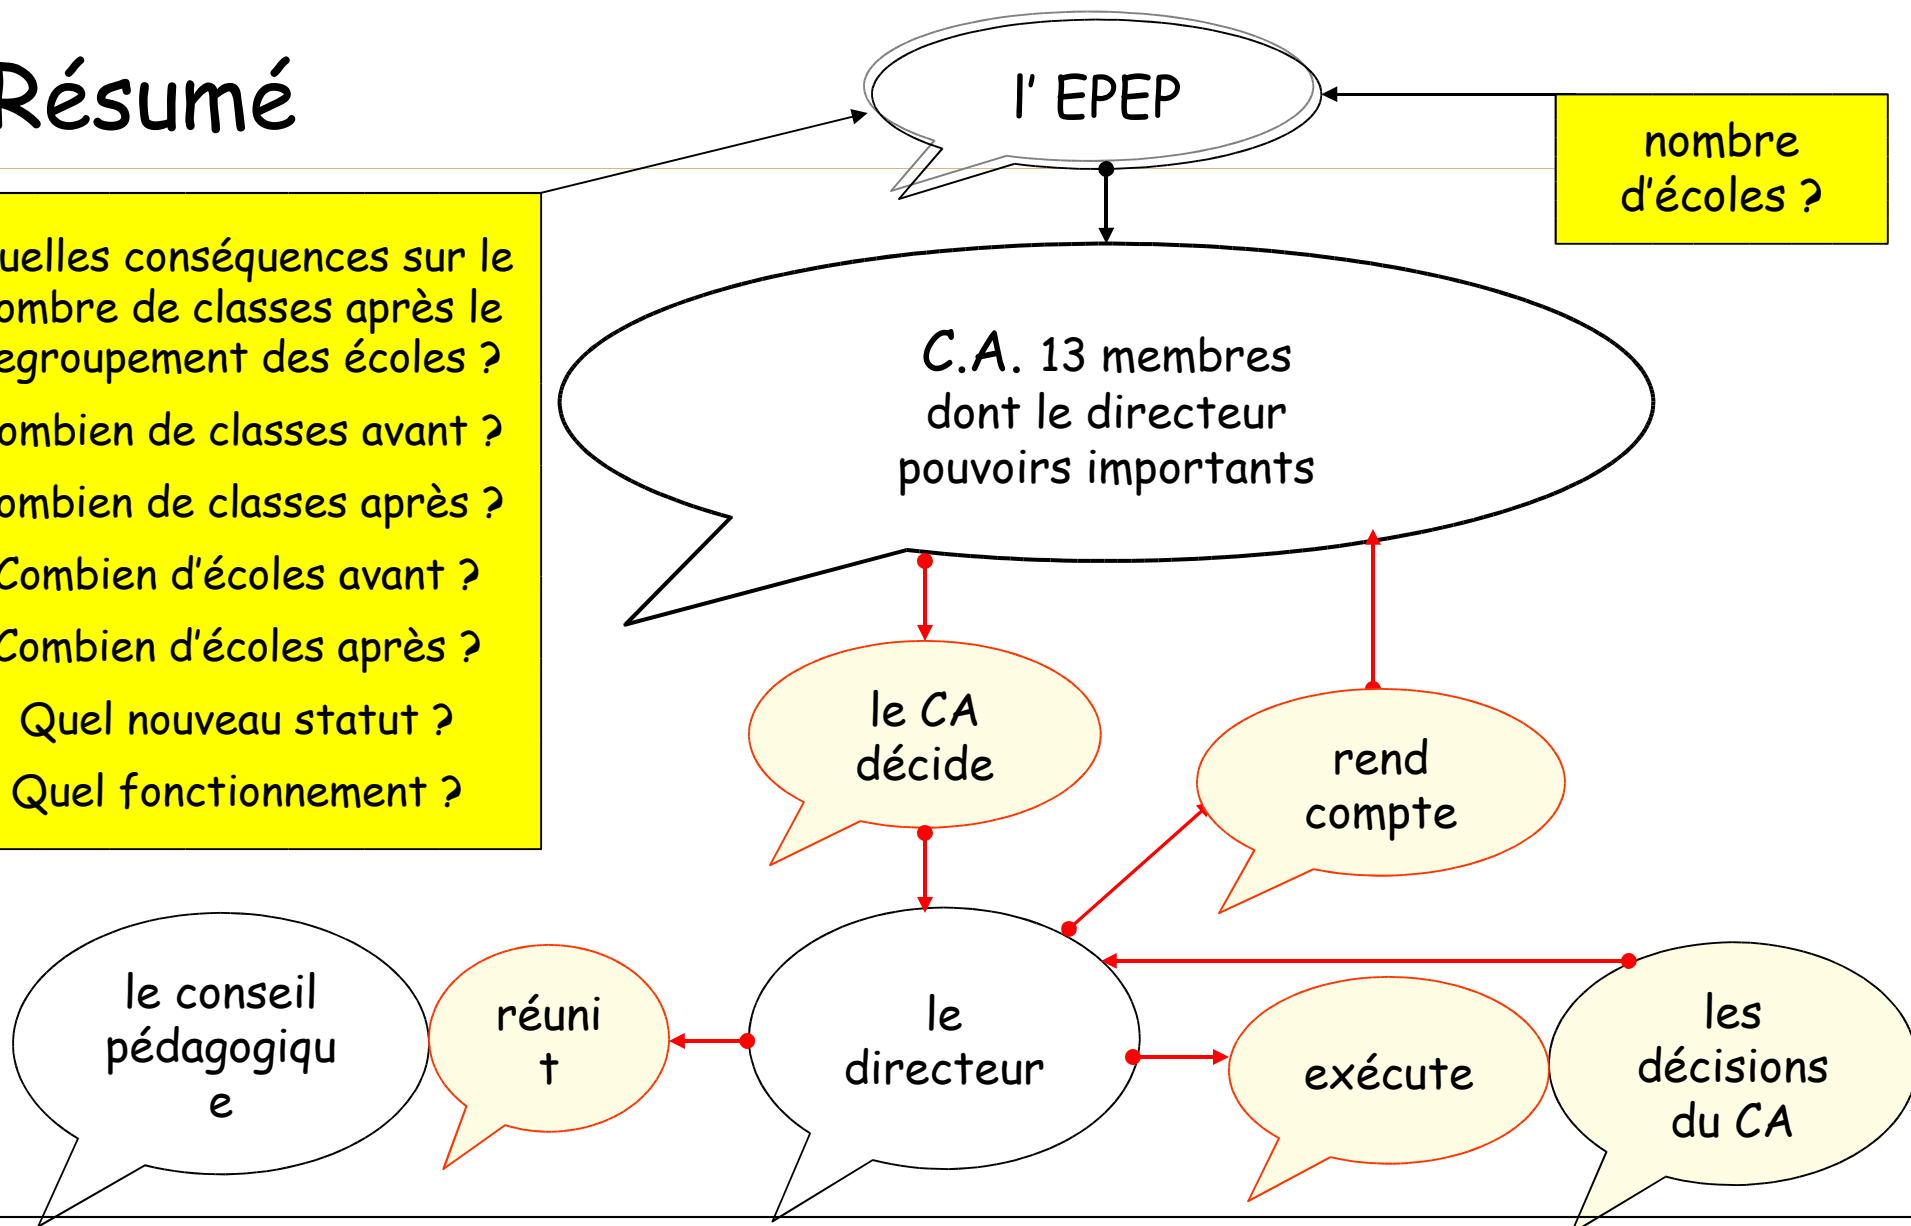 Résumé
l' EPEP
nombre
d'écoles ?
uelles conséquences sur le
ombre de classes après le
egroupement des écoles ?
ombien de classes avant ?
ombien de classes après ?
Combien d'écoles avant ?
Combien d'écoles après ?
Quel nouveau statut ?
Quel fonctionnement ?
C.A. 13 membres
dont le directeur
pouvoirs importants
le CA
décide
rend
compte
le conseil
pédagogiqu
e
réuni
t
le
directeur
exécute
les
décisions
du CA